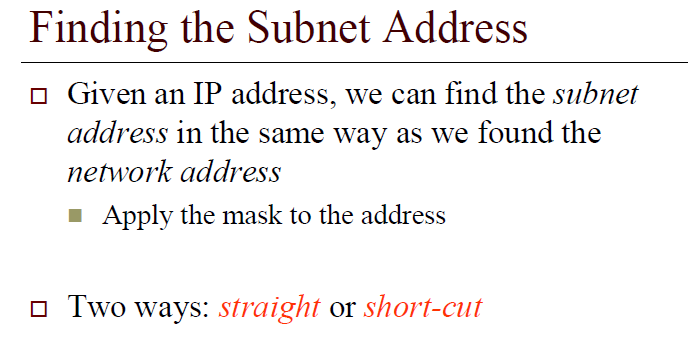 Finding the Subnet Address
Given an IP address, we can find the subnet
address in the same way as we found the
network address
Apply the mask to the address
Two ways: straight or short-cut